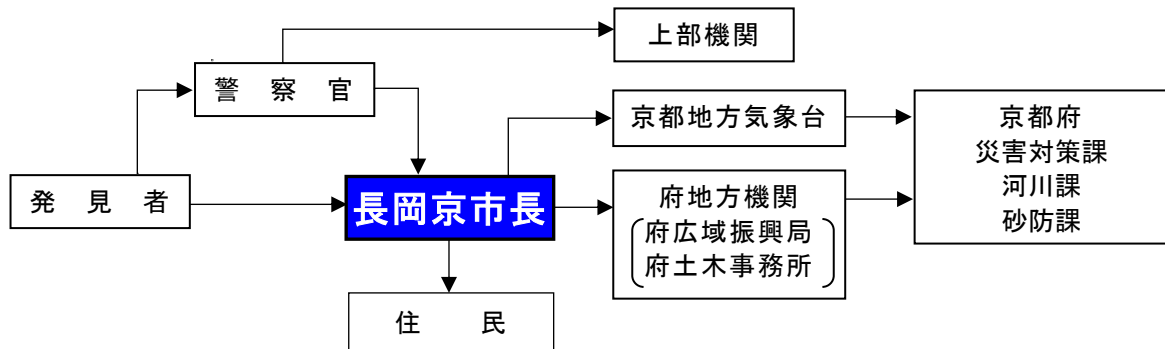 上部機関
警察官
京都地方気象台
京都府
災害対策課
河川課
砂防課
発見者
長岡京市長
府地方機関
府広域振興局
府土木事務所
住民